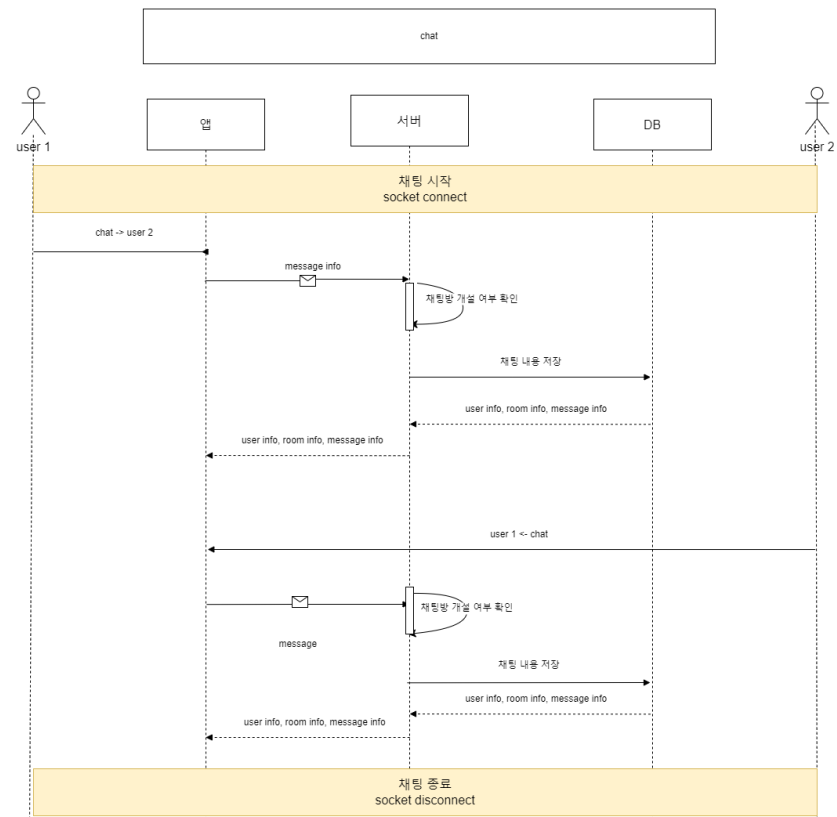 chat
user 1
앱
서버
DB
user 2
채팅 시작
socket connect
chat -> user 2
message info
채팅방 개설 여부 확인
채팅 내용 저장
user info, room info, message info
user info, room info, message info
user 1 <- chat
채팅방 개설 여부 확인
message
채팅 내용 저장
user info, room info, message info
user info, room info, message info
채팅 종료
socket disconnect